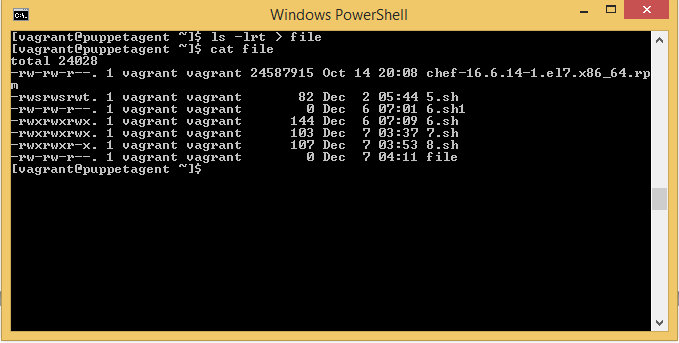 Windows PowerShell
[vagrant@puppetagent ~]$ ls -lrt > file
[vagrant@puppetagent ~]$ cat file
total 24028
-rw-rw-r--. 1 vagrant vagrant 24587915 Oct 14 20:08 chef-16.6.14-1.el7.x86_64.rp
m
-rwsrwsrwt. 1 vagrant vagrant       82 Dec  2 05:44 5.sh
-rw-rw-r--. 1 vagrant vagrant        0 Dec  6 07:01 6.sh1
-rwxrwxrwx. 1 vagrant vagrant      144 Dec  6 07:09 6.sh
-rwxrwxrwx. 1 vagrant vagrant      103 Dec  7 03:37 7.sh
-rwxrwxr-x. 1 vagrant vagrant      107 Dec  7 03:53 8.sh
-rw-rw-r--. 1 vagrant vagrant        0 Dec  7 04:11 file
[vagrant@puppetagent ~]$